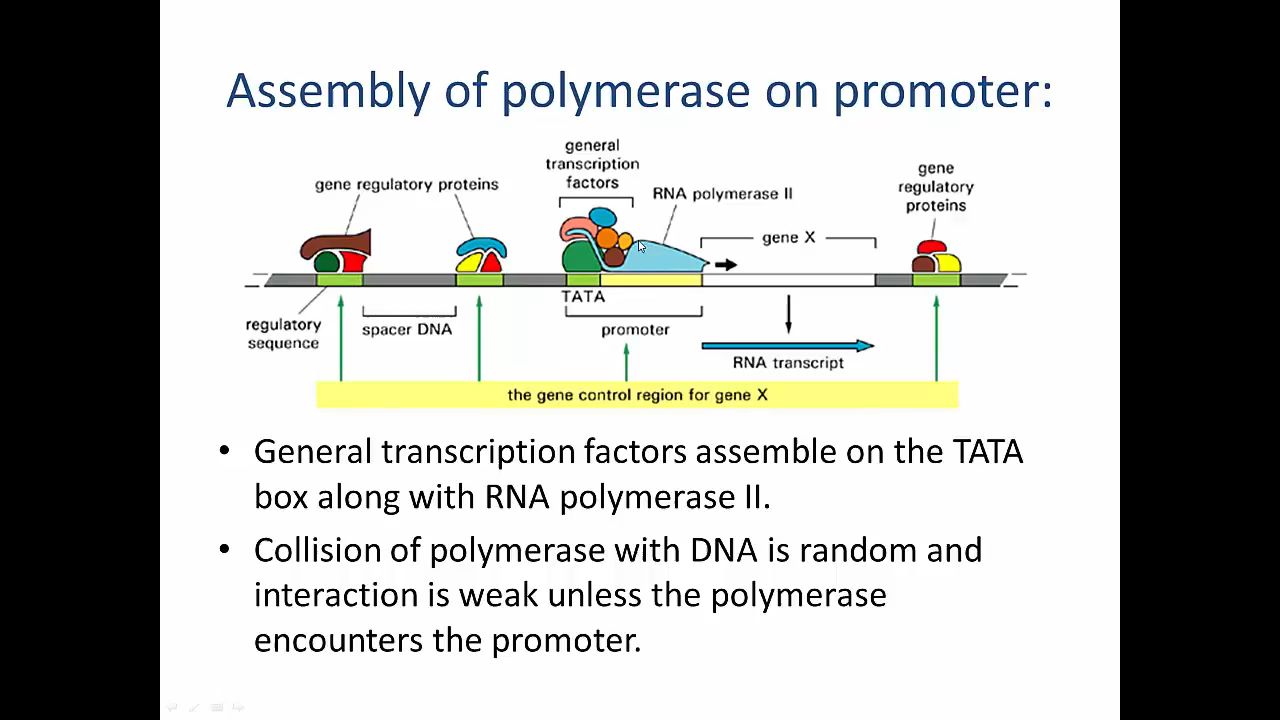 Assembly of polymerase on promoter:
general
transcription
factors
gene regulatory proteins
RNA polymerase II
gene
regulatory
proteins
gene X
TATA
regulatory
sequence
spacer DNA
promoter
RNA transcript
the gene control region for gene X
• General transcription factors assemble on the TATA
box along with RNA polymerase II.
• Collision of polymerase with DNA is random and
interaction is weak unless the polymerase
encounters the promoter.